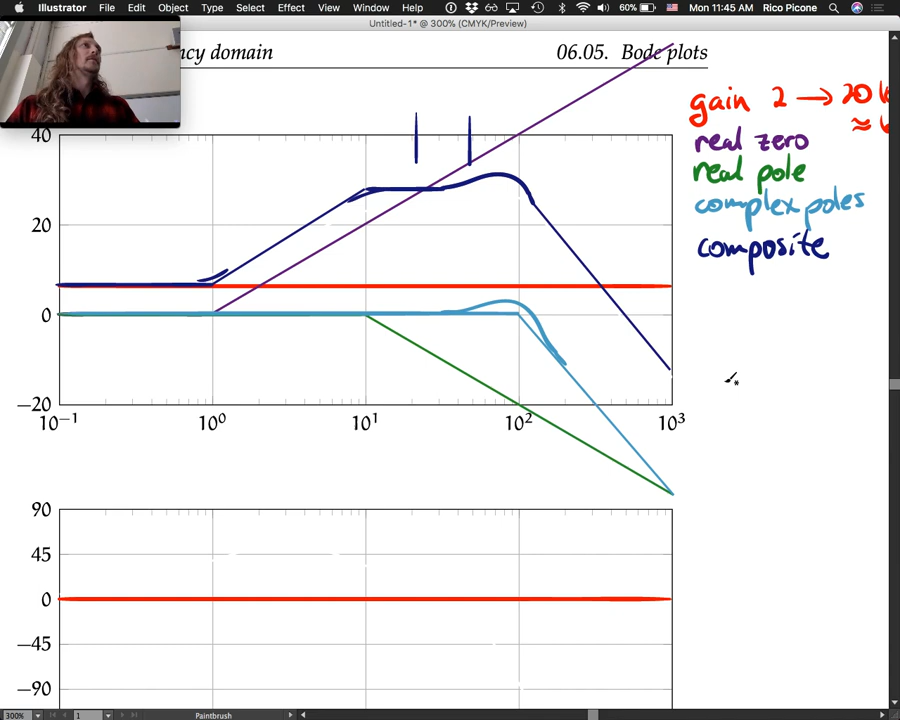 Illustrator File Edit Object Type Select Effect View Window Help 60% Mon 11:45 AM Rico Picone
Untitled-1* @ 300% (CMYK/Preview)
ncy domain 06.05. Bode plots
gain 2 → 20
≈
real zero
real pole
complex poles
composite
40
20
0
−20
10⁻¹ 10⁰ 10¹ 10² 10³
90
45
0
−45
−90
300% 1 Paintbrush